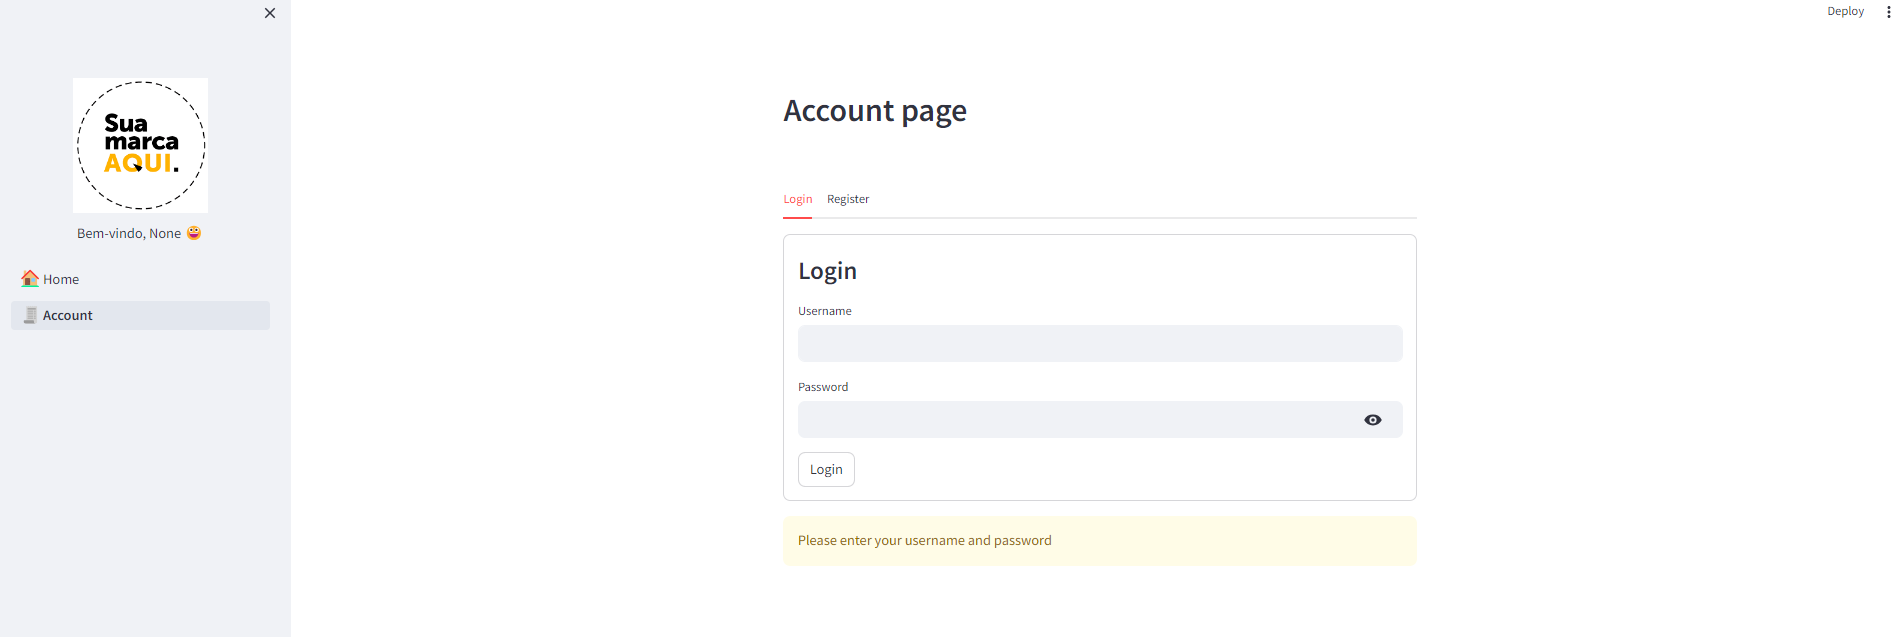 Deploy
Sua
marca
AQUI.
Bem-vindo, None
Home
Account
Account page
Login Register
Login
Username
Password
Login
Please enter your username and password